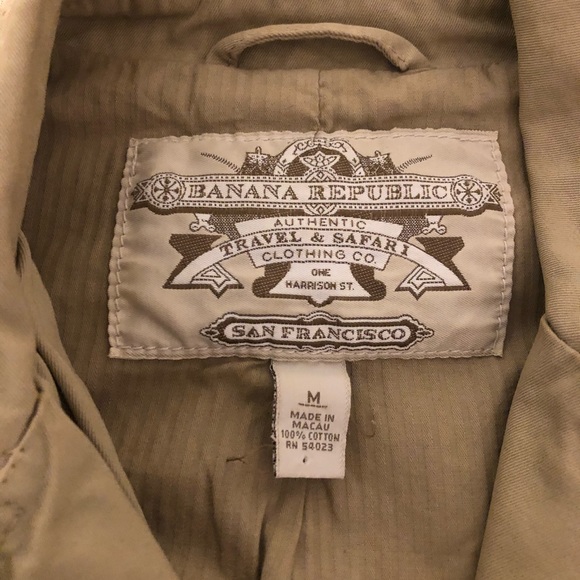 BANANA REPUBLIC
AUTHENTIC
TRAVEL & SAFARI
CLOTHING CO.
ONE
HARRISON ST.
SAN FRANCISCO
M
MADE IN
MACAU
100% COTTON
RN 54023